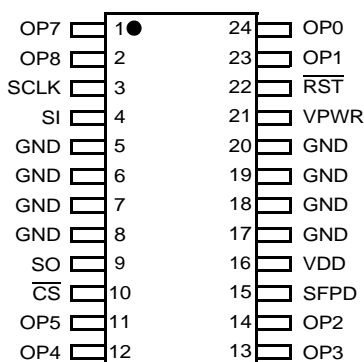 OP7 1 24 OP0
OP8 2 23 OP1
SCLK 3 22 RST
SI 4 21 VPWR
GND 5 20 GND
GND 6 19 GND
GND 7 18 GND
GND 8 17 GND
SO 9 16 VDD
CS 10 15 SFPD
OP5 11 14 OP2
OP4 12 13 OP3